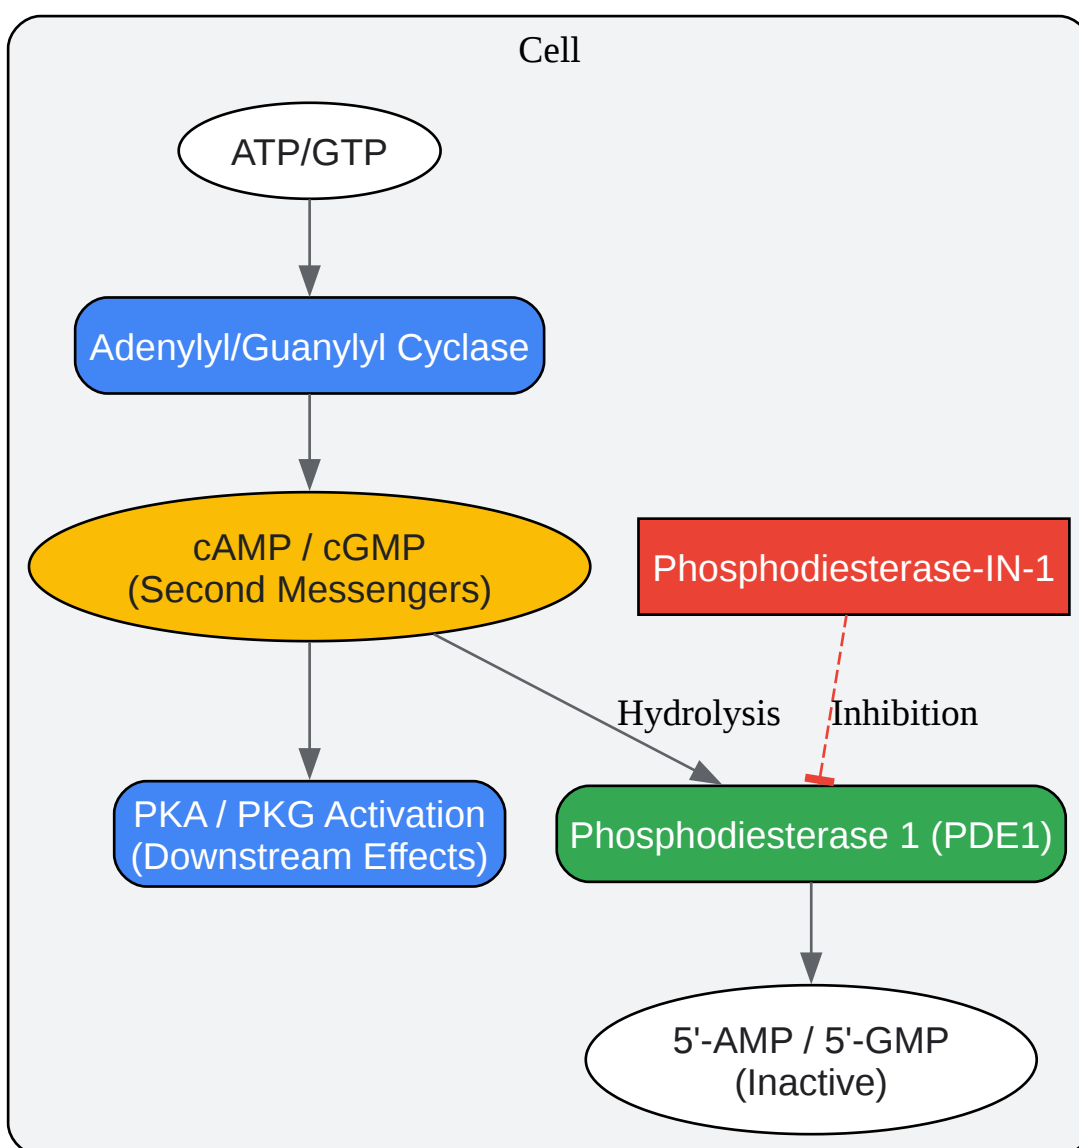 Cell
ATP/GTP
Adenylyl/Guanylyl Cyclase
cAMP / cGMP
(Second Messengers)
Phosphodiesterase-IN-1
Hydrolysis
Inhibition
PKA / PKG Activation
(Downstream Effects)
Phosphodiesterase 1 (PDE1)
5'-AMP / 5'-GMP
(Inactive)